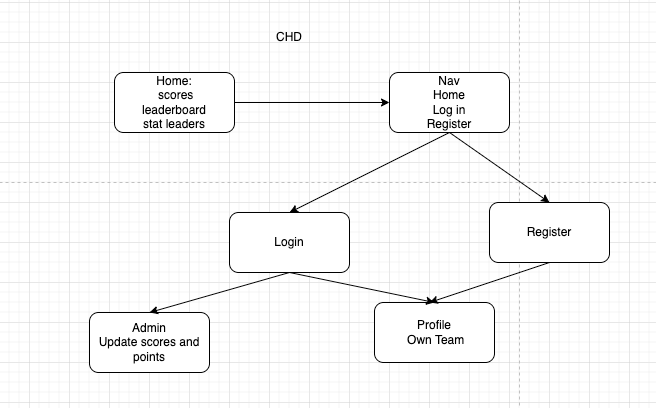 CHD
Home:
scores
leaderboard
stat leaders
Nav
Home
Log in
Register
Login
Register
Admin
Update scores and
points
Profile
Own Team